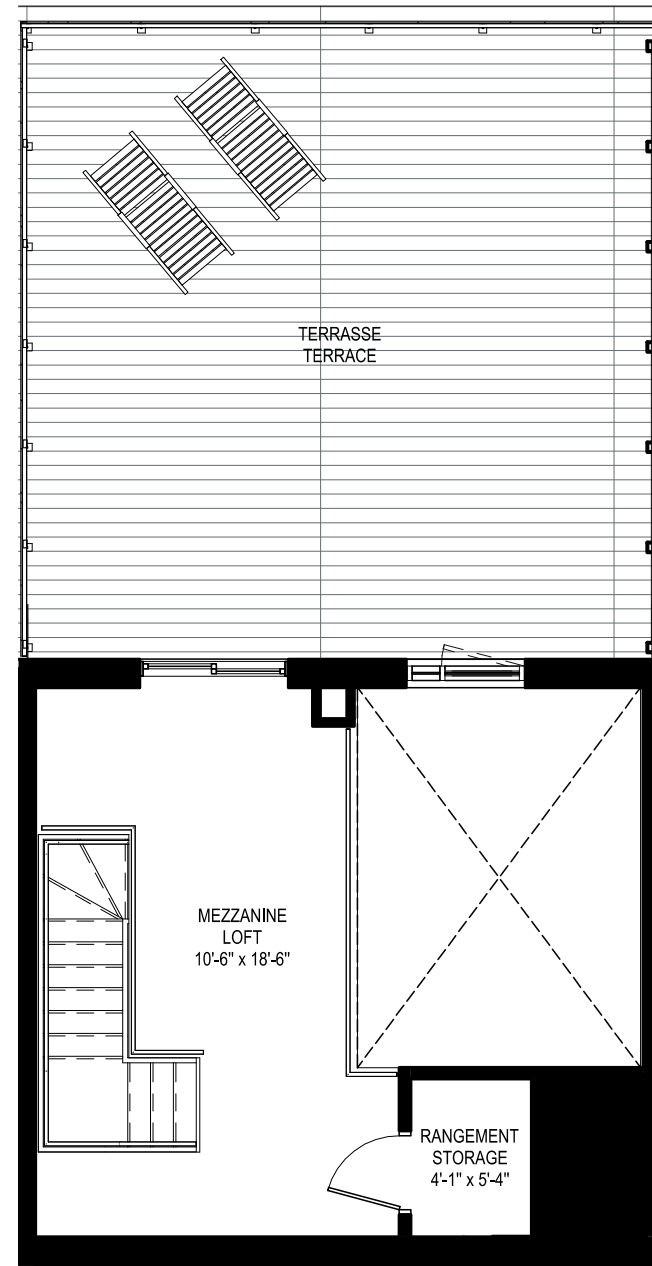 TERRASSE
TERRACE
MEZZANINE
LOFT
10'-6" x 18'-6"
RANGEMENT
STORAGE
4'-1" x 5'-4"